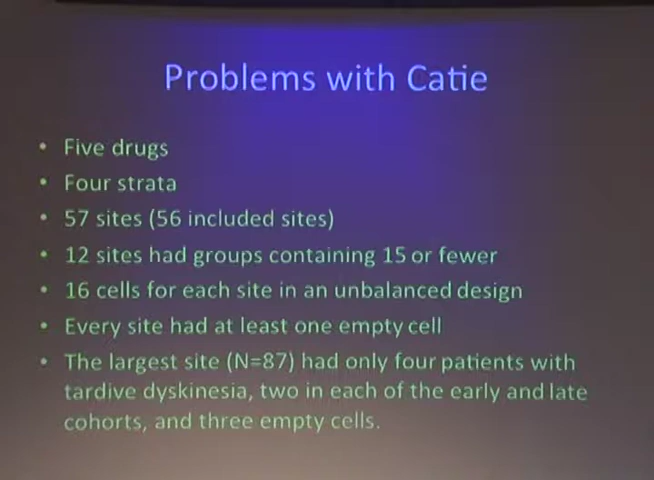 Problems with Catie
• Five drugs
• Four strata
• 57 sites (56 included sites)
• 12 sites had groups containing 15 or fewer
• 16 cells for each site in an unbalanced design
• Every site had at least one empty cell
• The largest site (N=87) had only four patients with
tardive dyskinesia, two in each of the early and late
cohorts, and three empty cells.